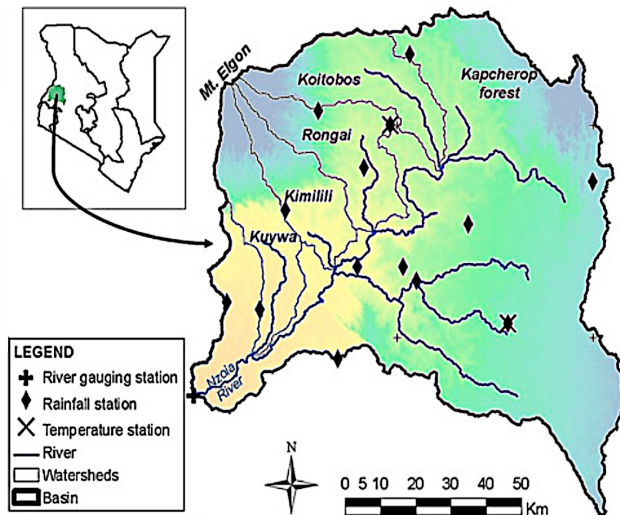 Mt. Elgon
Koitobos
Kapcherop
forest
Rongai
Kimilili
Kuywa
Nzoia
River
LEGEND
River gauging station
Rainfall station
Temperature station
River
Watersheds
Basin
N
0 5 10 20 30 40 50
Km